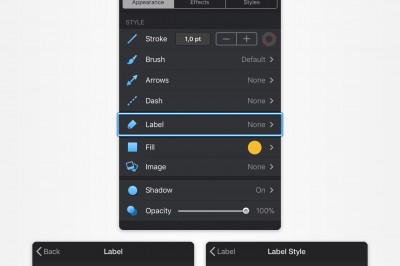 Appearance Effects Styles
STYLE
Stroke 1,0 pt
Brush Default
Arrows None
Dash None
Label None
Fill
Image None
Shadow On
Opacity 100%
Back Label
Label Label Style